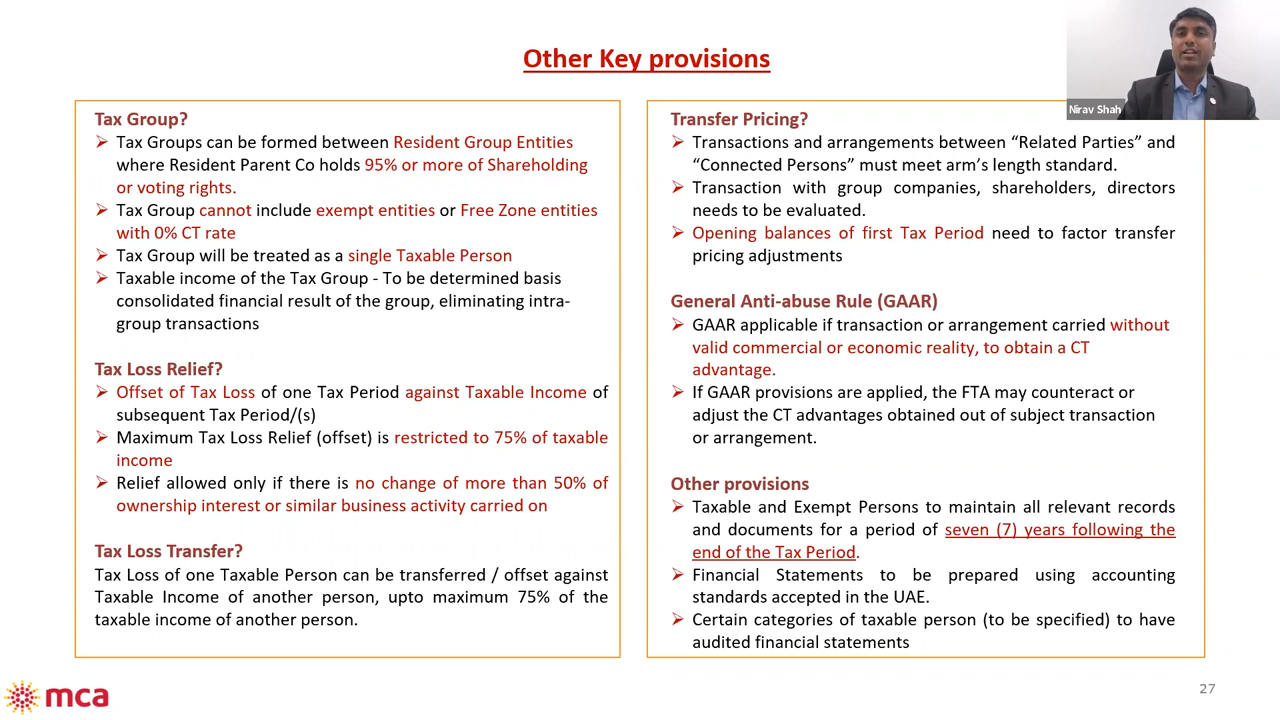 Other Key provisions
Nirav Shah
Tax Group?
Tax Groups can be formed between Resident Group Entities
where Resident Parent Co holds 95% or more of Shareholding
or voting rights.
Tax Group cannot include exempt entities or Free Zone entities
with 0% CT rate
Tax Group will be treated as a single Taxable Person
Taxable income of the Tax Group - To be determined basis
consolidated financial result of the group, eliminating intra-
group transactions
Tax Loss Relief?
Offset of Tax Loss of one Tax Period against Taxable Income of
subsequent Tax Period/(s)
Maximum Tax Loss Relief (offset) is restricted to 75% of taxable
income
Relief allowed only if there is no change of more than 50% of
ownership interest or similar business activity carried on
Tax Loss Transfer?
Tax Loss of one Taxable Person can be transferred / offset against
Taxable Income of another person, upto maximum 75% of the
taxable income of another person.
Transfer Pricing?
Transactions and arrangements between “Related Parties” and
“Connected Persons” must meet arm’s length standard.
Transaction with group companies, shareholders, directors
needs to be evaluated.
Opening balances of first Tax Period need to factor transfer
pricing adjustments
General Anti-abuse Rule (GAAR)
GAAR applicable if transaction or arrangement carried without
valid commercial or economic reality, to obtain a CT
advantage.
If GAAR provisions are applied, the FTA may counteract or
adjust the CT advantages obtained out of subject transaction
or arrangement.
Other provisions
Taxable and Exempt Persons to maintain all relevant records
and documents for a period of seven (7) years following the
end of the Tax Period.
Financial Statements to be prepared using accounting
standards accepted in the UAE.
Certain categories of taxable person (to be specified) to have
audited financial statements
mca
27